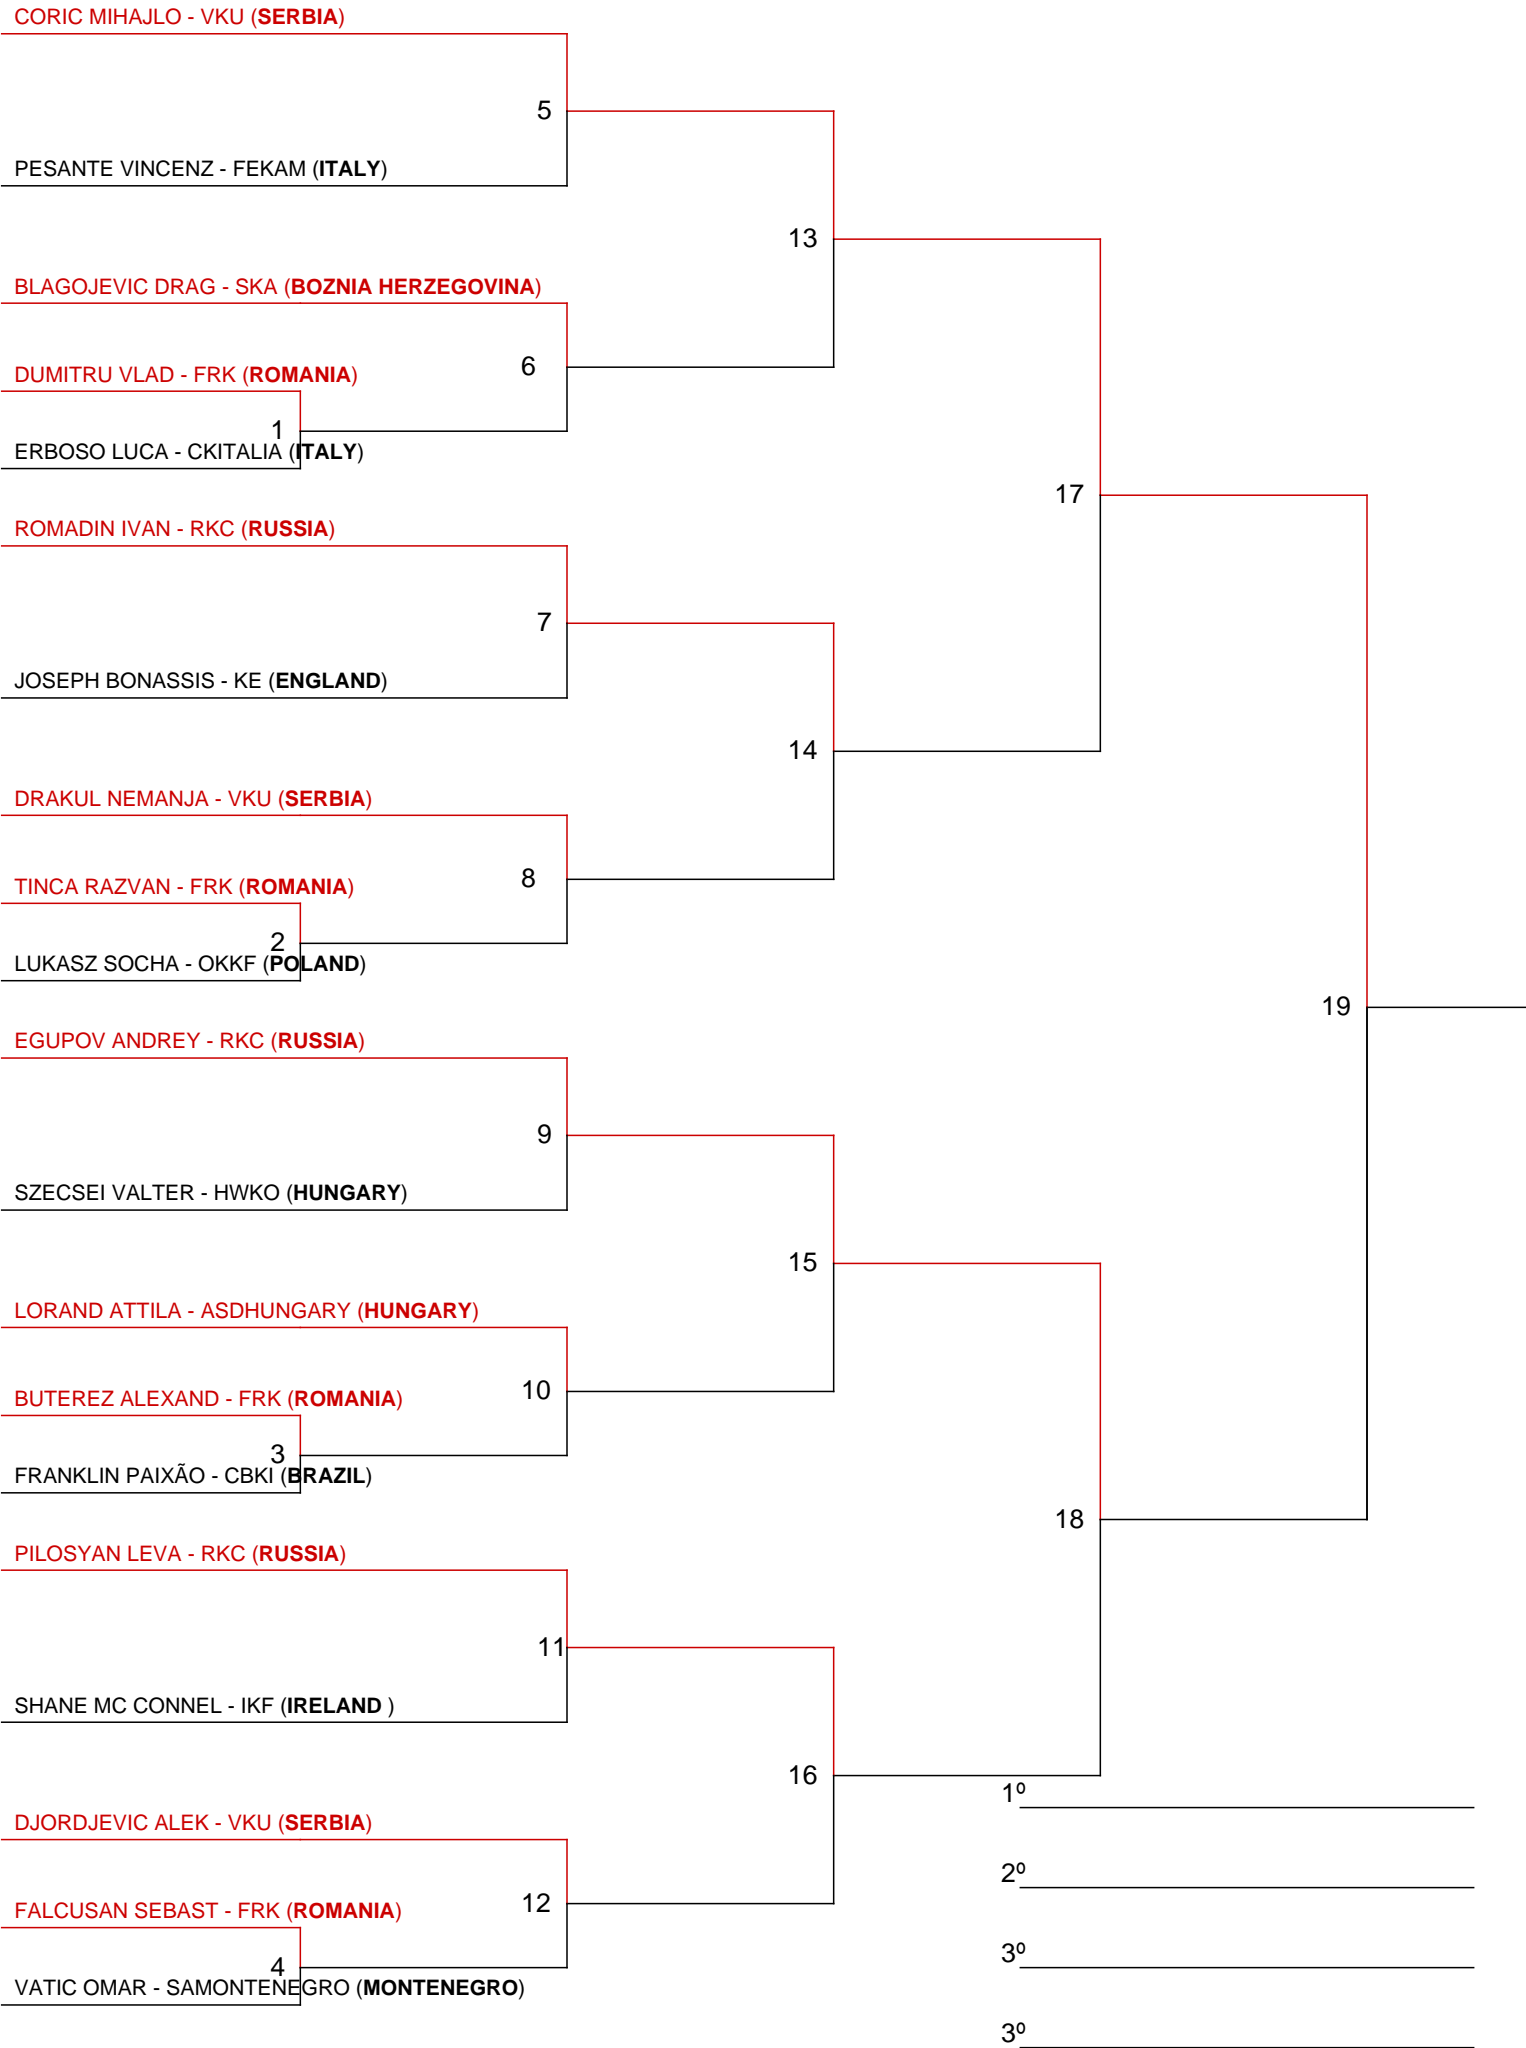 CORIC MIHAJLO - VKU (SERBIA)
5
PESANTE VINCENZ - FEKAM (ITALY)
13
BLAGOJEVIC DRAG - SKA (BOZNIA HERZEGOVINA)
6
DUMITRU VLAD - FRK (ROMANIA)
1
ERBOSO LUCA - CKITALIA (ITALY)
17
ROMADIN IVAN - RKC (RUSSIA)
7
JOSEPH BONASSIS - KE (ENGLAND)
14
DRAKUL NEMANJA - VKU (SERBIA)
8
TINCA RAZVAN - FRK (ROMANIA)
2
LUKASZ SOCHA - OKKF (POLAND)
19
EGUPOV ANDREY - RKC (RUSSIA)
9
SZECSEI VALTER - HWKO (HUNGARY)
15
LORAND ATTILA - ASDHUNGARY (HUNGARY)
10
BUTEREZ ALEXAND - FRK (ROMANIA)
3
FRANKLIN PAIXÃO - CBKI (BRAZIL)
18
PILOSYAN LEVA - RKC (RUSSIA)
11
SHANE MC CONNEL - IKF (IRELAND )
16
1º
DJORDJEVIC ALEK - VKU (SERBIA)
2º
12
FALCUSAN SEBAST - FRK (ROMANIA)
3º
4
VATIC OMAR - SAMONTENEGRO (MONTENEGRO)
3º